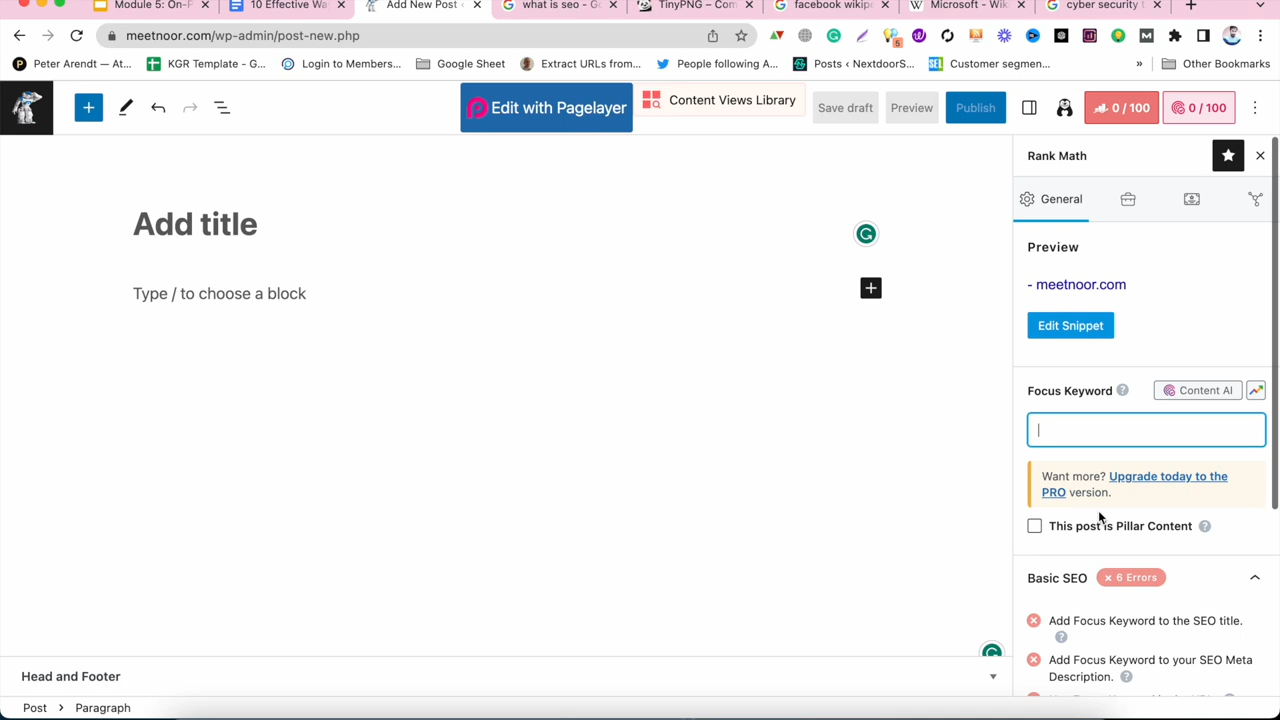 Module 5: On-P
10 Effective Wa
Add New Post ‹
what is seo - Go
TinyPNG – Com
facebook wikip
Microsoft - Wik
cyber security t
meetnoor.com/wp-admin/post-new.php
Peter Arendt — At...
KGR Template - G...
Login to Members...
Google Sheet
Extract URLs from...
People following A...
Posts ‹ NextdoorS...
Customer segmen...
»
Other Bookmarks
Edit with Pagelayer
Content Views Library
Save draft
Preview
Publish
0 / 100
0 / 100
Rank Math
General
Add title
Type / to choose a block
Preview
- meetnoor.com
Edit Snippet
Focus Keyword
Content AI
Want more? Upgrade today to the
PRO version.
This post is Pillar Content
Basic SEO
× 6 Errors
Add Focus Keyword to the SEO title.
Add Focus Keyword to your SEO Meta
Description.
Head and Footer
Post
Paragraph